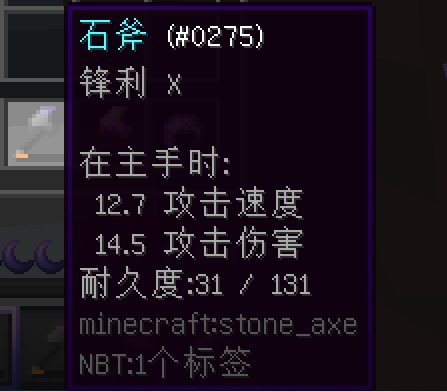 石斧 (#0275)
锋利 X
在主手时:
12.7 攻击速度
14.5 攻击伤害
耐久度:31 / 131
minecraft:stone_axe
NBT:1个标签